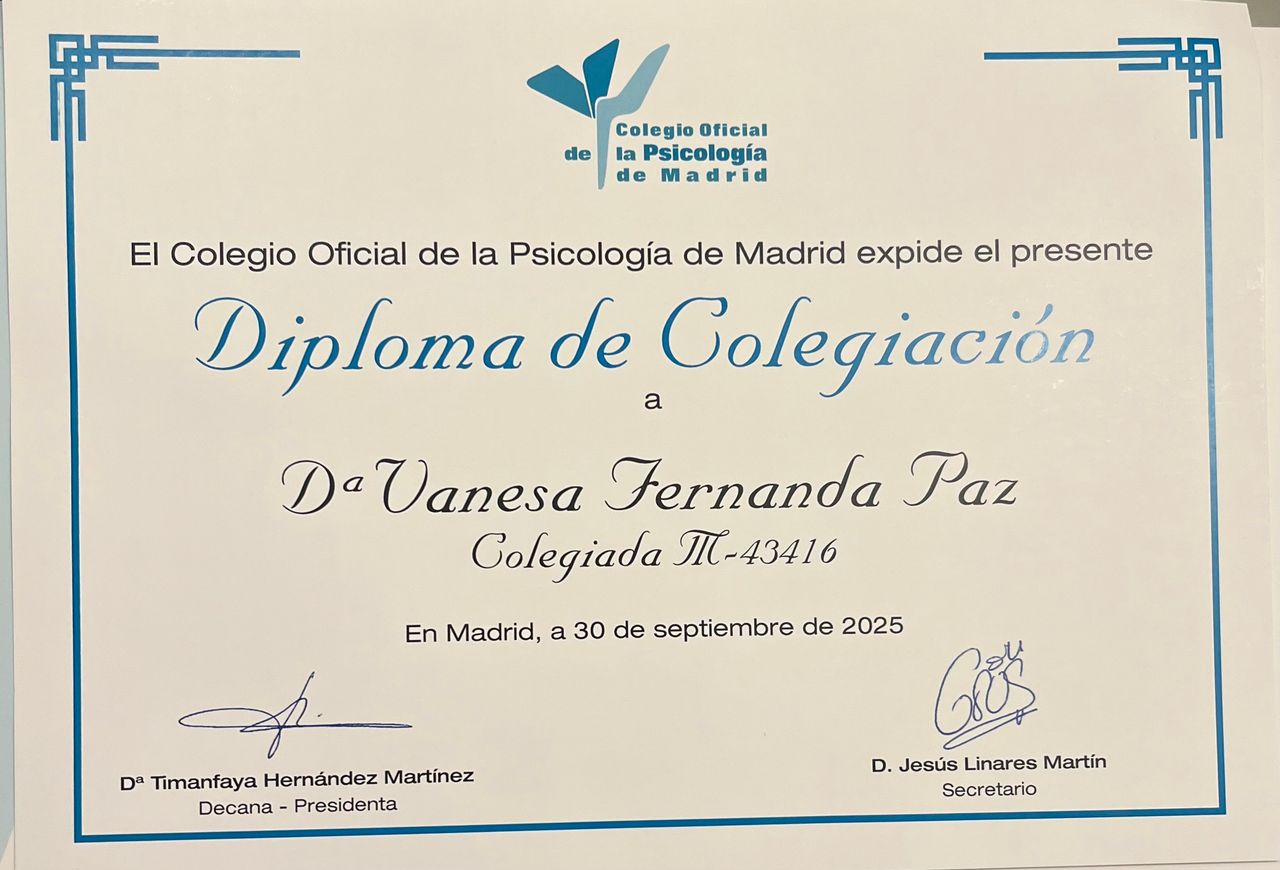 Colegio Oficial
de la Psicología
de Madrid
El Colegio Oficial de la Psicología de Madrid expide el presente
Diploma de Colegiación
a
Dª Vanesa Fernanda Paz
Colegiada M-43416
En Madrid, a 30 de septiembre de 2025
Dª Timanfaya Hernández Martínez
Decana - Presidenta
D. Jesús Linares Martín
Secretario